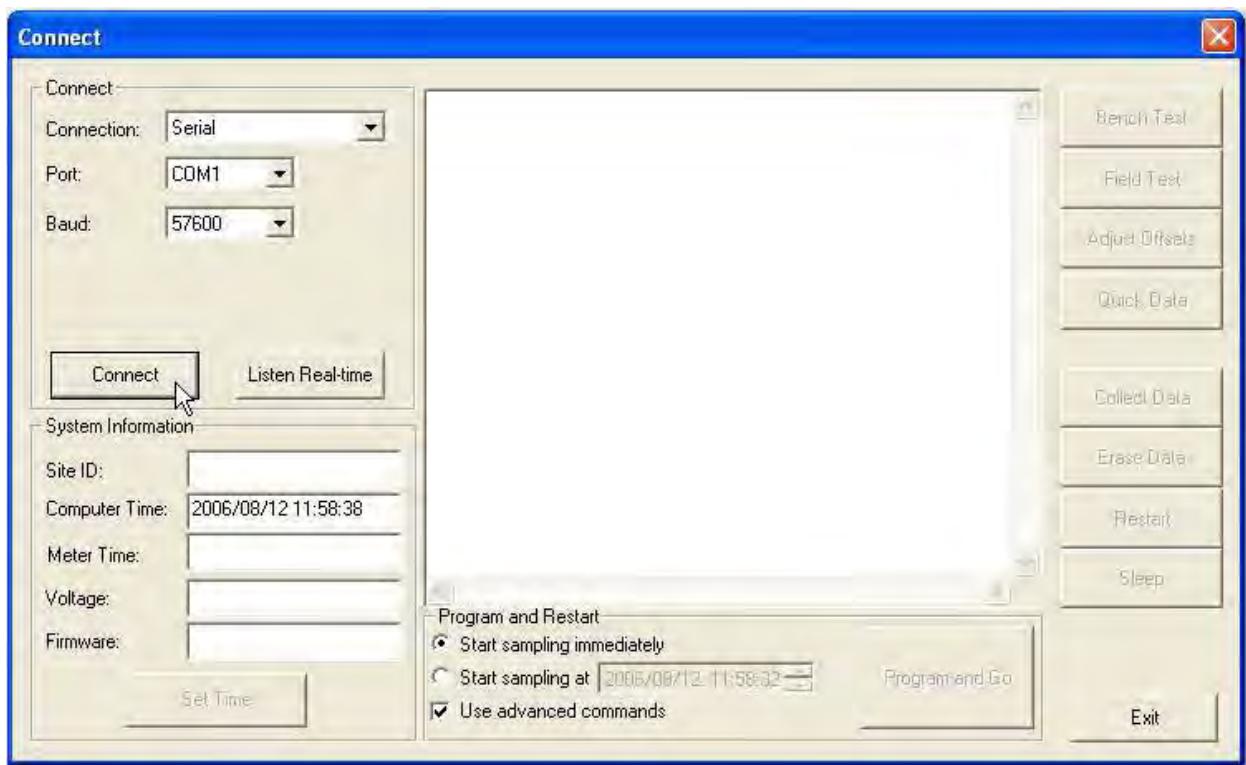 Connect
Connect
Connection: Serial
Port: COM1
Baud: 57600
Connect Listen Real-time
System Information
Site ID:
Computer Time: 2006/08/12 11:58:38
Meter Time:
Voltage:
Firmware:
Set Time
Program and Restart
Start sampling immediately
Start sampling at 2006/08/12 11:58:32
Use advanced commands
Program and Go
Bench Test
Field Test
Adjust Offsets
Quick Data
Collect Data
Erase Data
Restart
Sleep
Exit